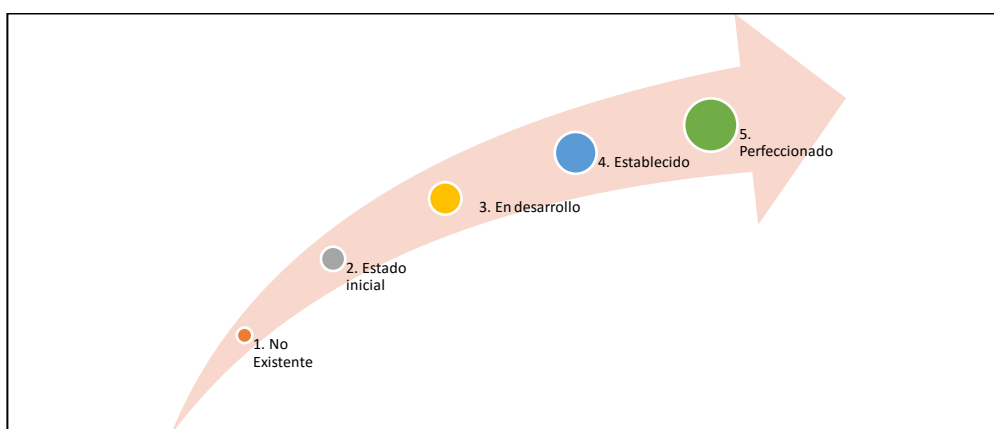 1. No
Existente
2. Estado
inicial
3. En desarrollo
4. Establecido
5.
Perfeccionado